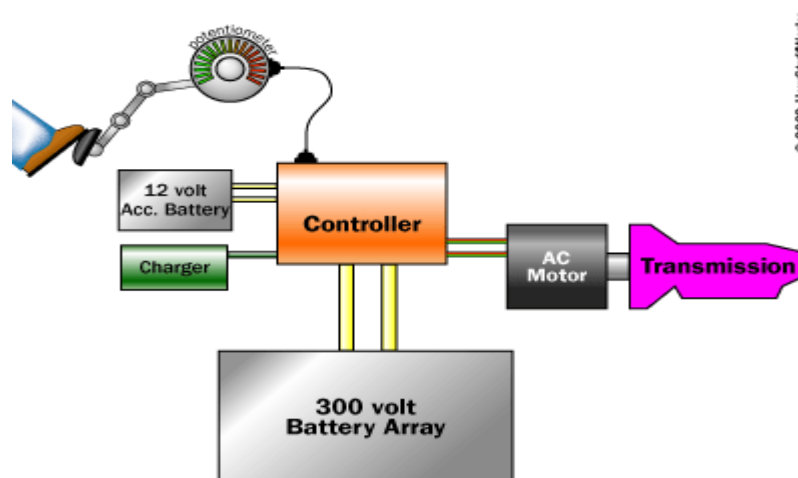 potentiometer
12 volt
Acc. Battery
Controller
Charger
AC
Motor
Transmission
300 volt
Battery Array